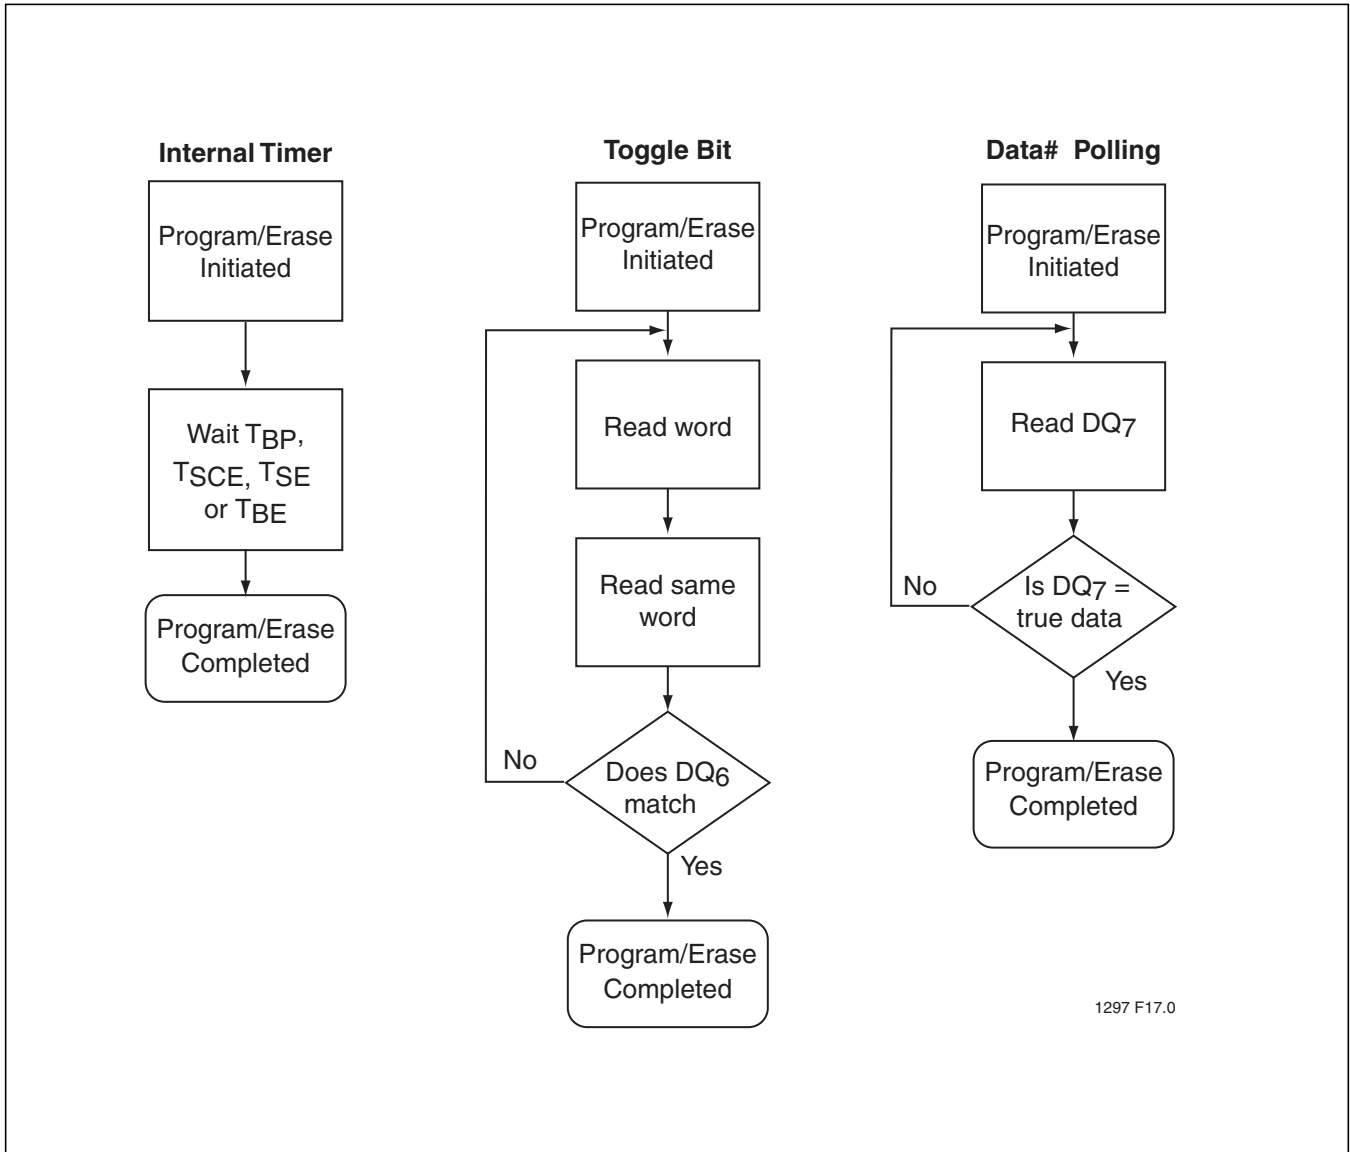 Internal Timer
Program/Erase
Initiated
Wait TBP,
TSCE, TSE
or TBE
Program/Erase
Completed
Toggle Bit
Program/Erase
Initiated
Read word
Read same
word
Does DQ6
match
No
Yes
Program/Erase
Completed
Data# Polling
Program/Erase
Initiated
Read DQ7
Is DQ7 =
true data
No
Yes
Program/Erase
Completed
1297 F17.0